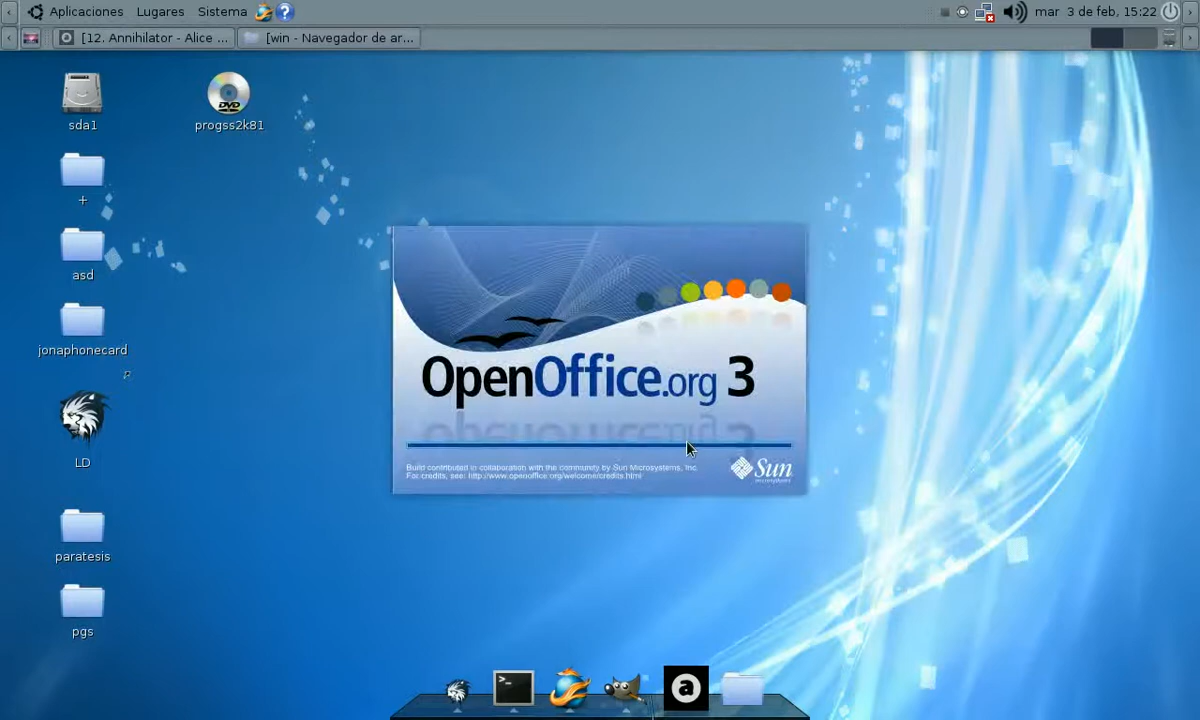 Aplicaciones Lugares Sistema
mar 3 de feb, 15:22
[12. Annihilator - Alice ...
[win - Navegador de ar...
sda1
progss2k81
+
asd
jonaphonecard
LD
paratesis
pgs
DVD
OpenOffice.org 3
Build contributed in collaboration with the community by Sun Microsystems, Inc.
For credits, see: http://www.openoffice.org/welcome/credits.html
Sun
microsystems
a